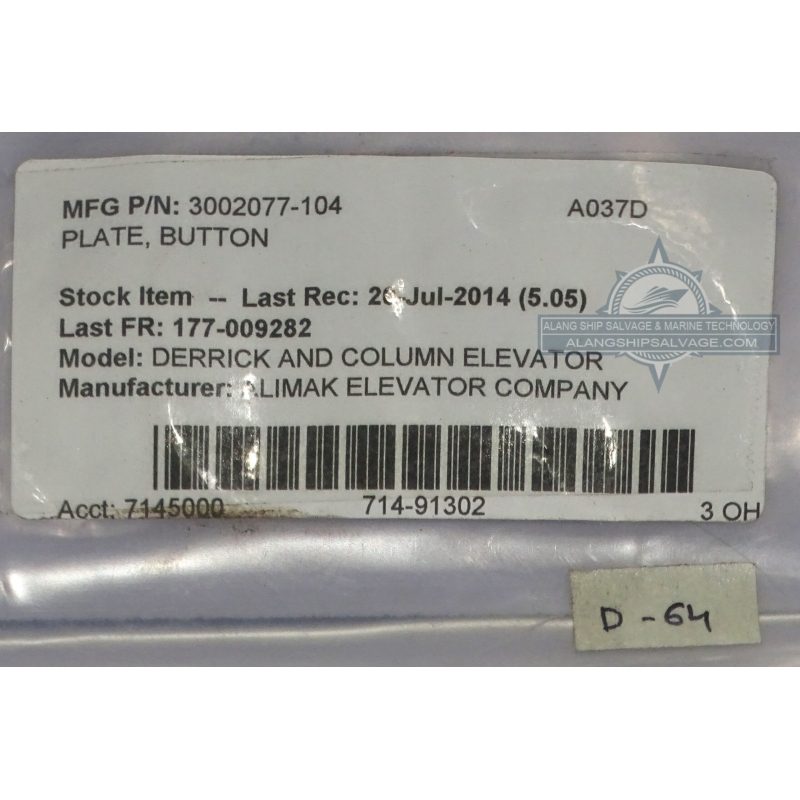 MFG P/N: 3002077-104 A037D
PLATE, BUTTON
Stock Item -- Last Rec: -Jul-2014 (5.05)
Last FR: 177-009282
Model: DERRICK AND COLUMN ELEVATOR
Manufacturer: ALIMAK ELEVATOR COMPANY
Acct: 7145000 714-91302 3 OH
D-64
ALANG SHIP SALVAGE & MARINE TECHNOLOGY
ALANGSHIPSALVAGE.COM